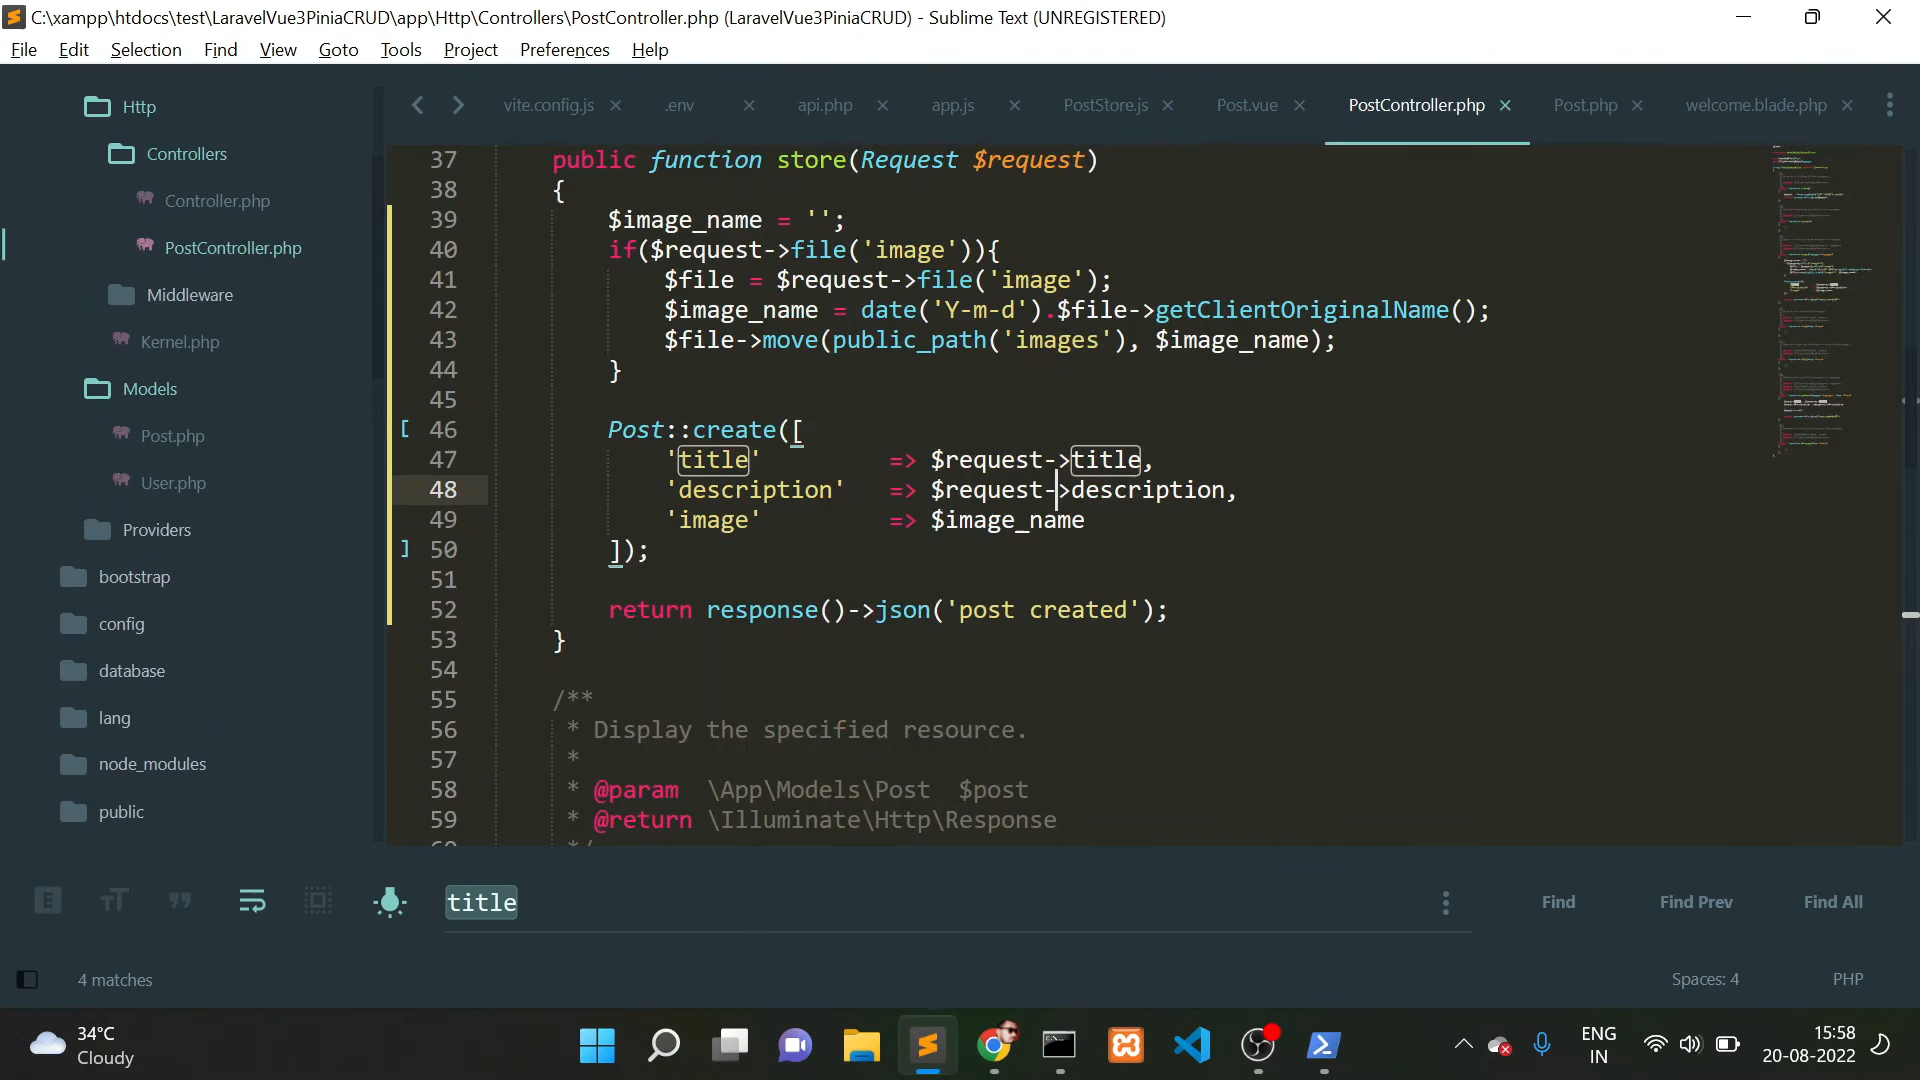 C:\xampp\htdocs\test\LaravelVue3PiniaCRUD\app\Http\Controllers\PostController.php (LaravelVue3PiniaCRUD) - Sublime Text (UNREGISTERED)
File Edit Selection Find View Goto Tools Project Preferences Help
Http
Controllers
Controller.php
PostController.php
Middleware
Kernel.php
Models
Post.php
User.php
Providers
bootstrap
config
database
lang
node_modules
public
vite.config.js .env api.php app.js PostStore.js Post.vue PostController.php Post.php welcome.blade.php
37 public function store(Request $request)
38 {
39 $image_name = '';
40 if($request->file('image')){
41 $file = $request->file('image');
42 $image_name = date('Y-m-d').$file->getClientOriginalName();
43 $file->move(public_path('images'), $image_name);
44 }
45
46 Post::create([
47 'title' => $request->title,
48 'description' => $request->description,
49 'image' => $image_name
50 ]);
51
52 return response()->json('post created');
53 }
54
55 /**
56 * Display the specified resource.
57 *
58 * @param \App\Models\Post $post
59 * @return \Illuminate\Http\Response
title
Find Find Prev Find All
4 matches
Spaces: 4 PHP
34°C
Cloudy
ENG
IN
15:58
20-08-2022